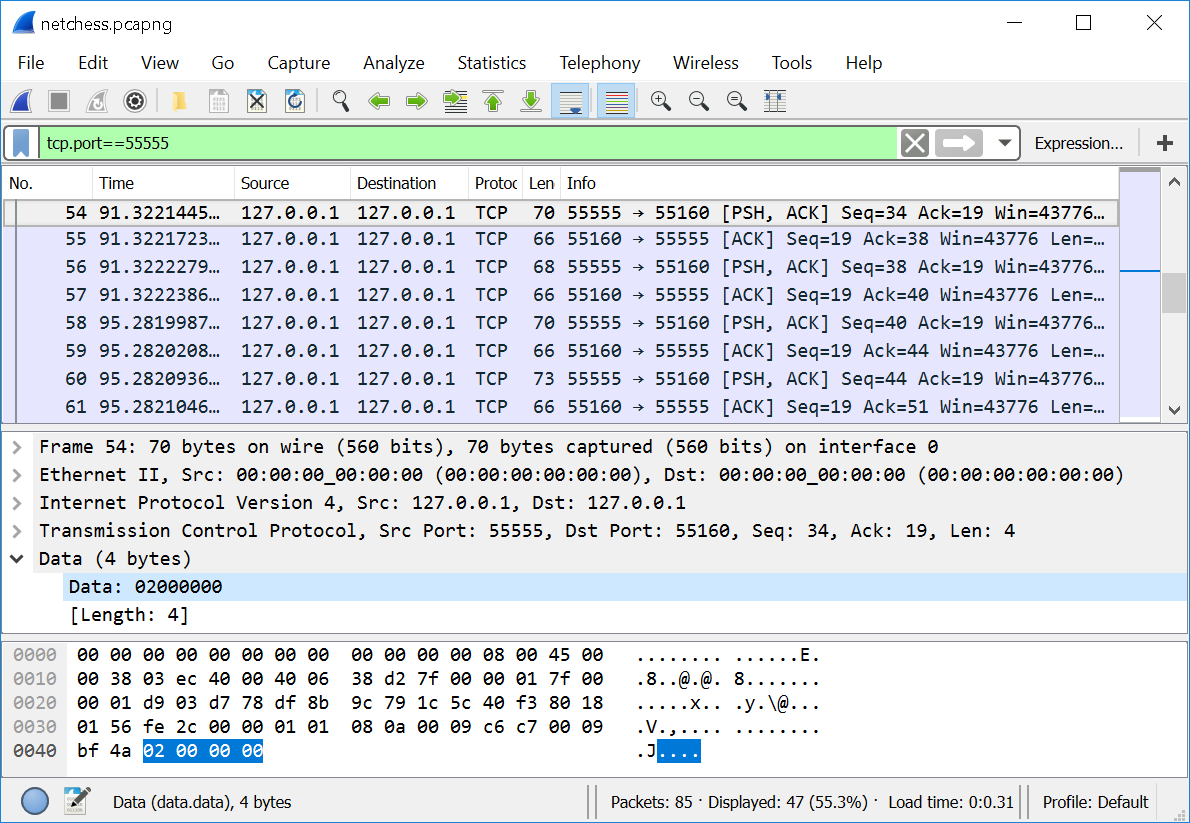 netchess.pcapng
File Edit View Go Capture Analyze Statistics Telephony Wireless Tools Help
tcp.port==55555 Expression... +
No. Time Source Destination Protoc Len Info
54 91.3221445… 127.0.0.1 127.0.0.1 TCP 70 55555 → 55160 [PSH, ACK] Seq=34 Ack=19 Win=43776…
55 91.3221723… 127.0.0.1 127.0.0.1 TCP 66 55160 → 55555 [ACK] Seq=19 Ack=38 Win=43776 Len=…
56 91.3222279… 127.0.0.1 127.0.0.1 TCP 68 55555 → 55160 [PSH, ACK] Seq=38 Ack=19 Win=43776…
57 91.3222386… 127.0.0.1 127.0.0.1 TCP 66 55160 → 55555 [ACK] Seq=19 Ack=40 Win=43776 Len=…
58 95.2819987… 127.0.0.1 127.0.0.1 TCP 70 55555 → 55160 [PSH, ACK] Seq=40 Ack=19 Win=43776…
59 95.2820208… 127.0.0.1 127.0.0.1 TCP 66 55160 → 55555 [ACK] Seq=19 Ack=44 Win=43776 Len=…
60 95.2820936… 127.0.0.1 127.0.0.1 TCP 73 55555 → 55160 [PSH, ACK] Seq=44 Ack=19 Win=43776…
61 95.2821046… 127.0.0.1 127.0.0.1 TCP 66 55160 → 55555 [ACK] Seq=19 Ack=51 Win=43776 Len=…
Frame 54: 70 bytes on wire (560 bits), 70 bytes captured (560 bits) on interface 0
Ethernet II, Src: 00:00:00_00:00:00 (00:00:00:00:00:00), Dst: 00:00:00_00:00:00 (00:00:00:00:00:00)
Internet Protocol Version 4, Src: 127.0.0.1, Dst: 127.0.0.1
Transmission Control Protocol, Src Port: 55555, Dst Port: 55160, Seq: 34, Ack: 19, Len: 4
Data (4 bytes)
Data: 02000000
[Length: 4]
0000 00 00 00 00 00 00 00 00 00 00 00 00 08 00 45 00 ........ ......E.
0010 00 38 03 ec 40 00 40 06 38 d2 7f 00 00 01 7f 00 .8..@.@. 8.......
0020 00 01 d9 03 d7 78 df 8b 9c 79 1c 5c 40 f3 80 18 .....x.. .y.\@...
0030 01 56 fe 2c 00 00 01 01 08 0a 00 09 c6 c7 00 09 .V.,.... ........
0040 bf 4a 02 00 00 00 .J....
Data (data.data), 4 bytes Packets: 85 · Displayed: 47 (55.3%) · Load time: 0:0.31 Profile: Default